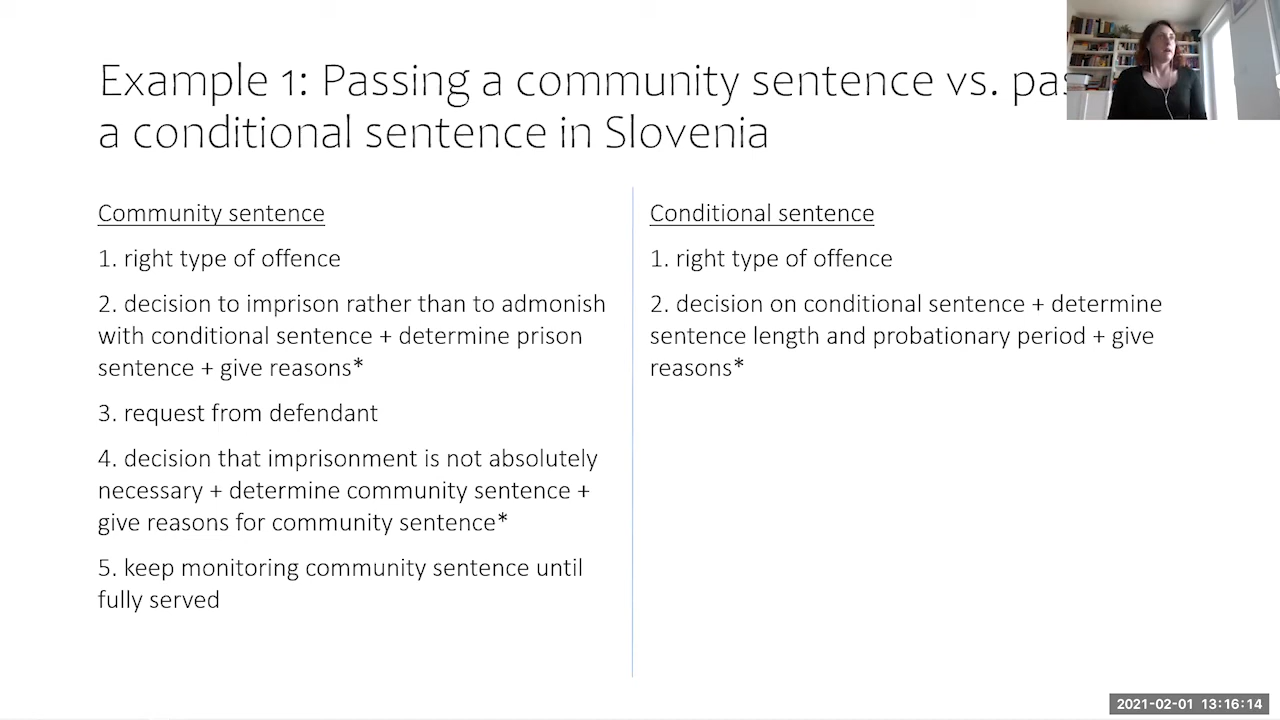 Example 1: Passing a community sentence vs.
a conditional sentence in Slovenia
Community sentence
1. right type of offence
2. decision to imprison rather than to admonish
with conditional sentence + determine prison
sentence + give reasons*
3. request from defendant
4. decision that imprisonment is not absolutely
necessary + determine community sentence +
give reasons for community sentence*
5. keep monitoring community sentence until
fully served
Conditional sentence
1. right type of offence
2. decision on conditional sentence + determine
sentence length and probationary period + give
reasons*
2021-02-01 13:16:14